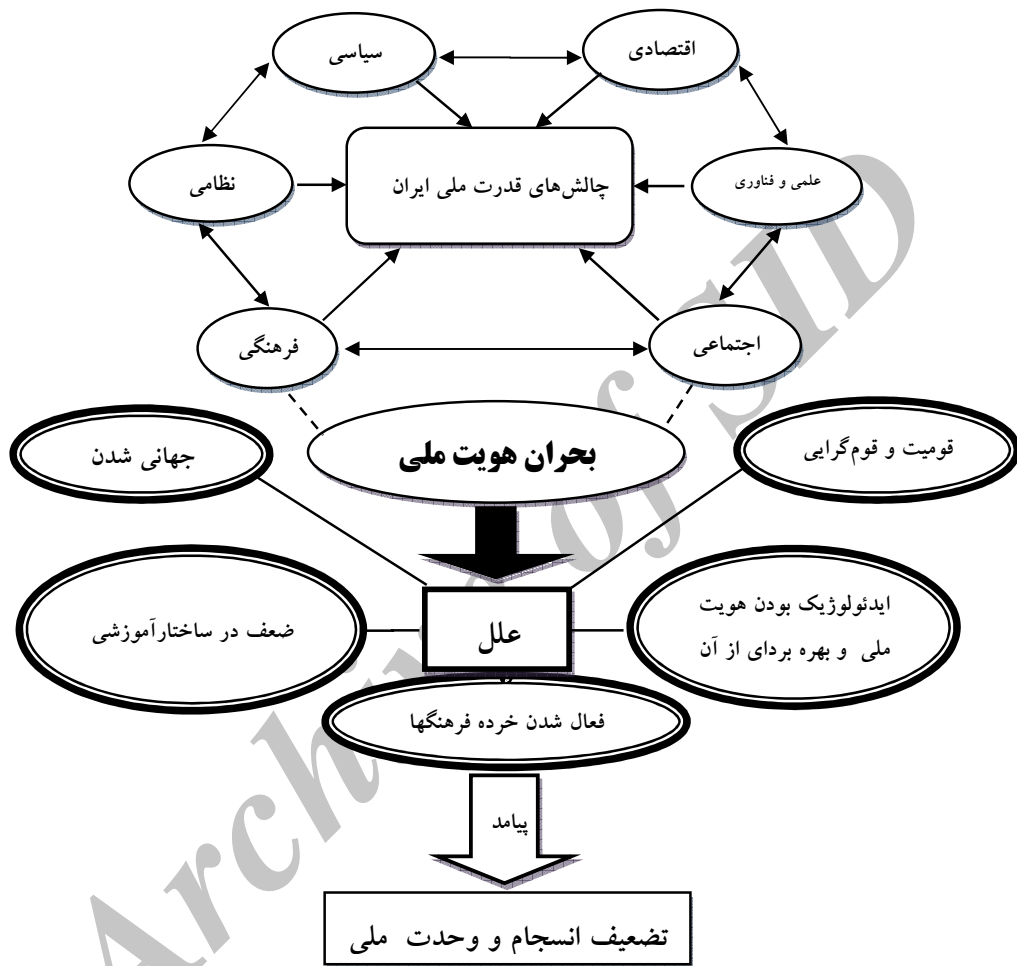 اقتصادی
سیاسی
علمی و فناوری
چالش‌های قدرت ملی ایران
نظامی
اجتماعی
فرهنگی
قومیت و قوم‌گرایی
بحران هویت ملی
جهانی شدن
ایدئولوژیک بودن هویت
ملی و بهره بردای از آن
علل
ضعف در ساختارآموزشی
فعال شدن خرده فرهنگها
پیامد
تضعیف انسجام و وحدت ملی
Archive of SID